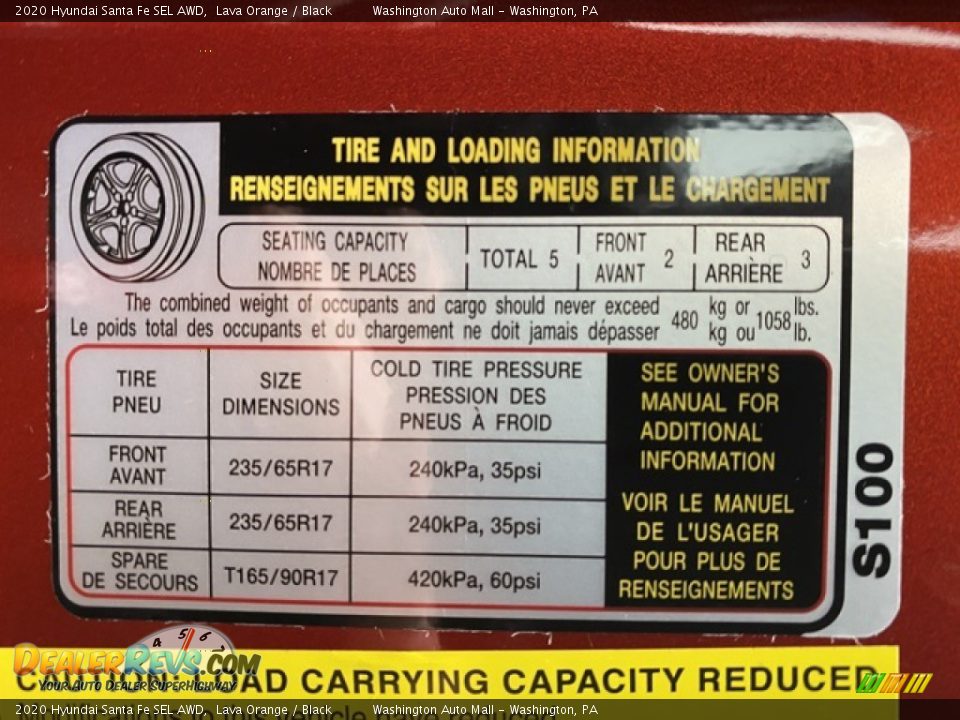 2020 Hyundai Santa Fe SEL AWD, Lava Orange / Black Washington Auto Mall - Washington, PA
TIRE AND LOADING INFORMATION
RENSEIGNEMENTS SUR LES PNEUS ET LE CHARGEMENT
SEATING CAPACITY
NOMBRE DE PLACES
TOTAL 5
FRONT
AVANT
2
REAR
ARRIÈRE
3
The combined weight of occupants and cargo should never exceed 480 kg or 1058 lbs.
Le poids total des occupants et du chargement ne doit jamais dépasser kg ou lb.
TIRE
PNEU
SIZE
DIMENSIONS
COLD TIRE PRESSURE
PRESSION DES
PNEUS À FROID
FRONT
AVANT
235/65R17
240kPa, 35psi
REAR
ARRIÈRE
235/65R17
240kPa, 35psi
SPARE
DE SECOURS
T165/90R17
420kPa, 60psi
SEE OWNER'S
MANUAL FOR
ADDITIONAL
INFORMATION
VOIR LE MANUEL
DE L'USAGER
POUR PLUS DE
RENSEIGNEMENTS
S100
4 5 6
DEALERREVS.COM
YOUR AUTO DEALER SUPERHIGHWAY
CAUTION: LOAD CARRYING CAPACITY REDUCED
2020 Hyundai Santa Fe SEL AWD, Lava Orange / Black Washington Auto Mall - Washington, PA